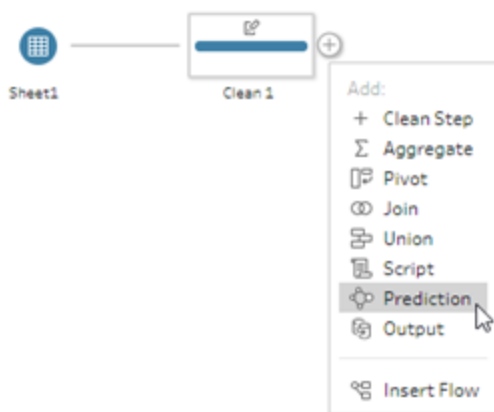 Sheet1
Clean 1
Add:
Clean Step
Aggregate
Pivot
Join
Union
Script
Prediction
Output
Insert Flow